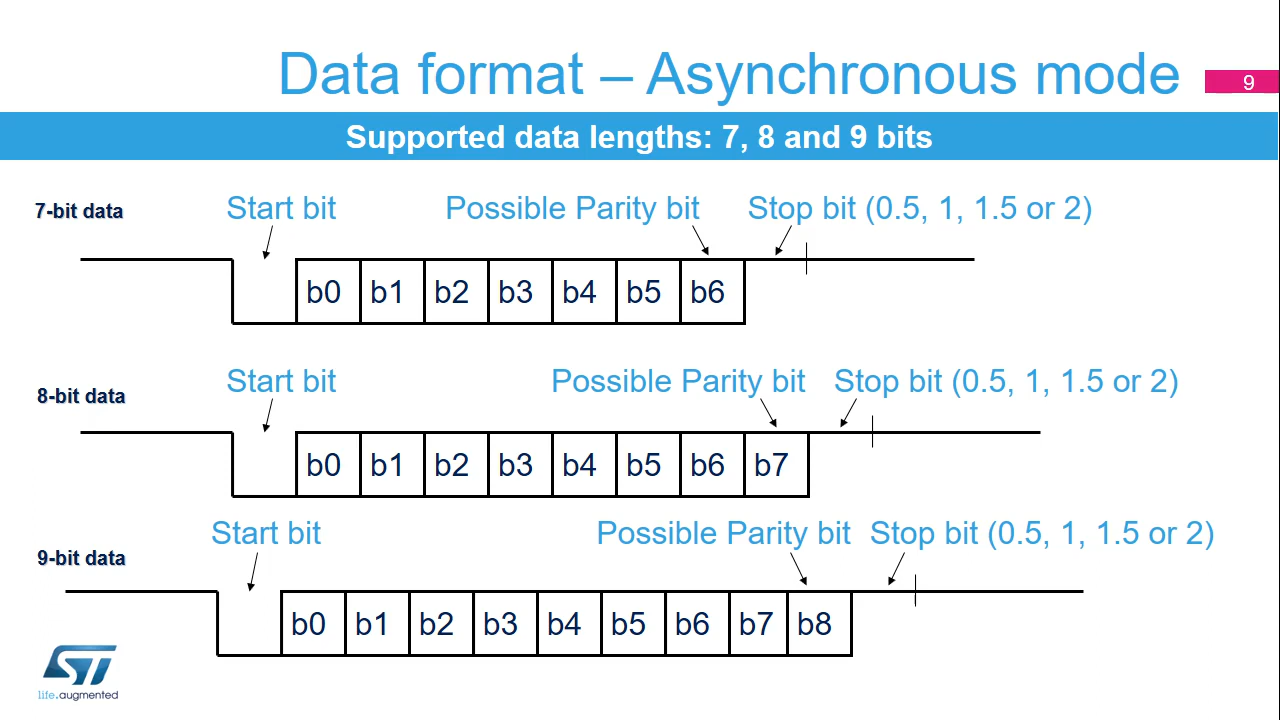 Data format – Asynchronous mode
9
Supported data lengths: 7, 8 and 9 bits
7-bit data
Start bit
Possible Parity bit
Stop bit (0.5, 1, 1.5 or 2)
b0 b1 b2 b3 b4 b5 b6
8-bit data
Start bit
Possible Parity bit
Stop bit (0.5, 1, 1.5 or 2)
b0 b1 b2 b3 b4 b5 b6 b7
9-bit data
Start bit
Possible Parity bit
Stop bit (0.5, 1, 1.5 or 2)
b0 b1 b2 b3 b4 b5 b6 b7 b8
ST
life.augmented